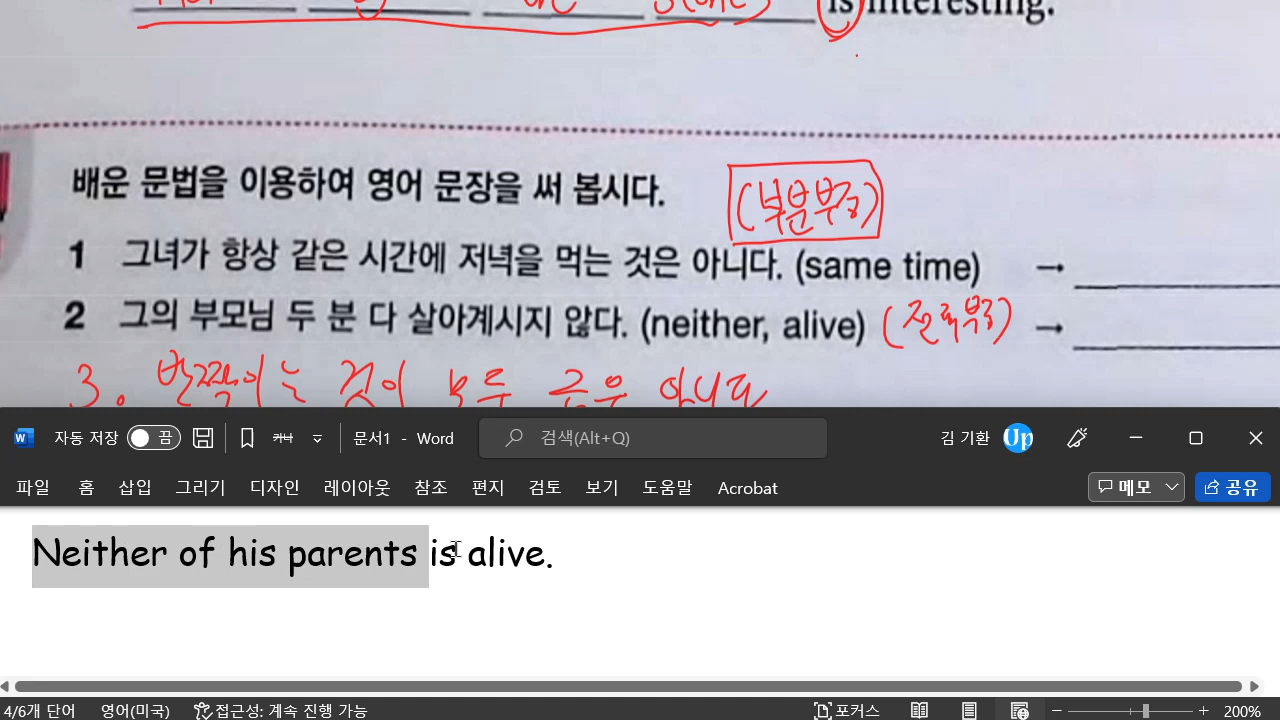 is interesting.
배운 문법을 이용하여 영어 문장을 써 봅시다. (부분부정)
1 그녀가 항상 같은 시간에 저녁을 먹는 것은 아니다. (same time) →
2 그의 부모님 두 분 다 살아계시지 않다. (neither, alive) (전체부정) →
3. 반짝이는 것이 모두 금은 아니다
자동 저장 끔 가나 문서1 - Word 검색(Alt+Q) 김 기환 Up
파일 홈 삽입 그리기 디자인 레이아웃 참조 편지 검토 보기 도움말 Acrobat 메모 공유
Neither of his parents is alive.
4/6개 단어 영어(미국) 접근성: 계속 진행 가능 포커스 200%